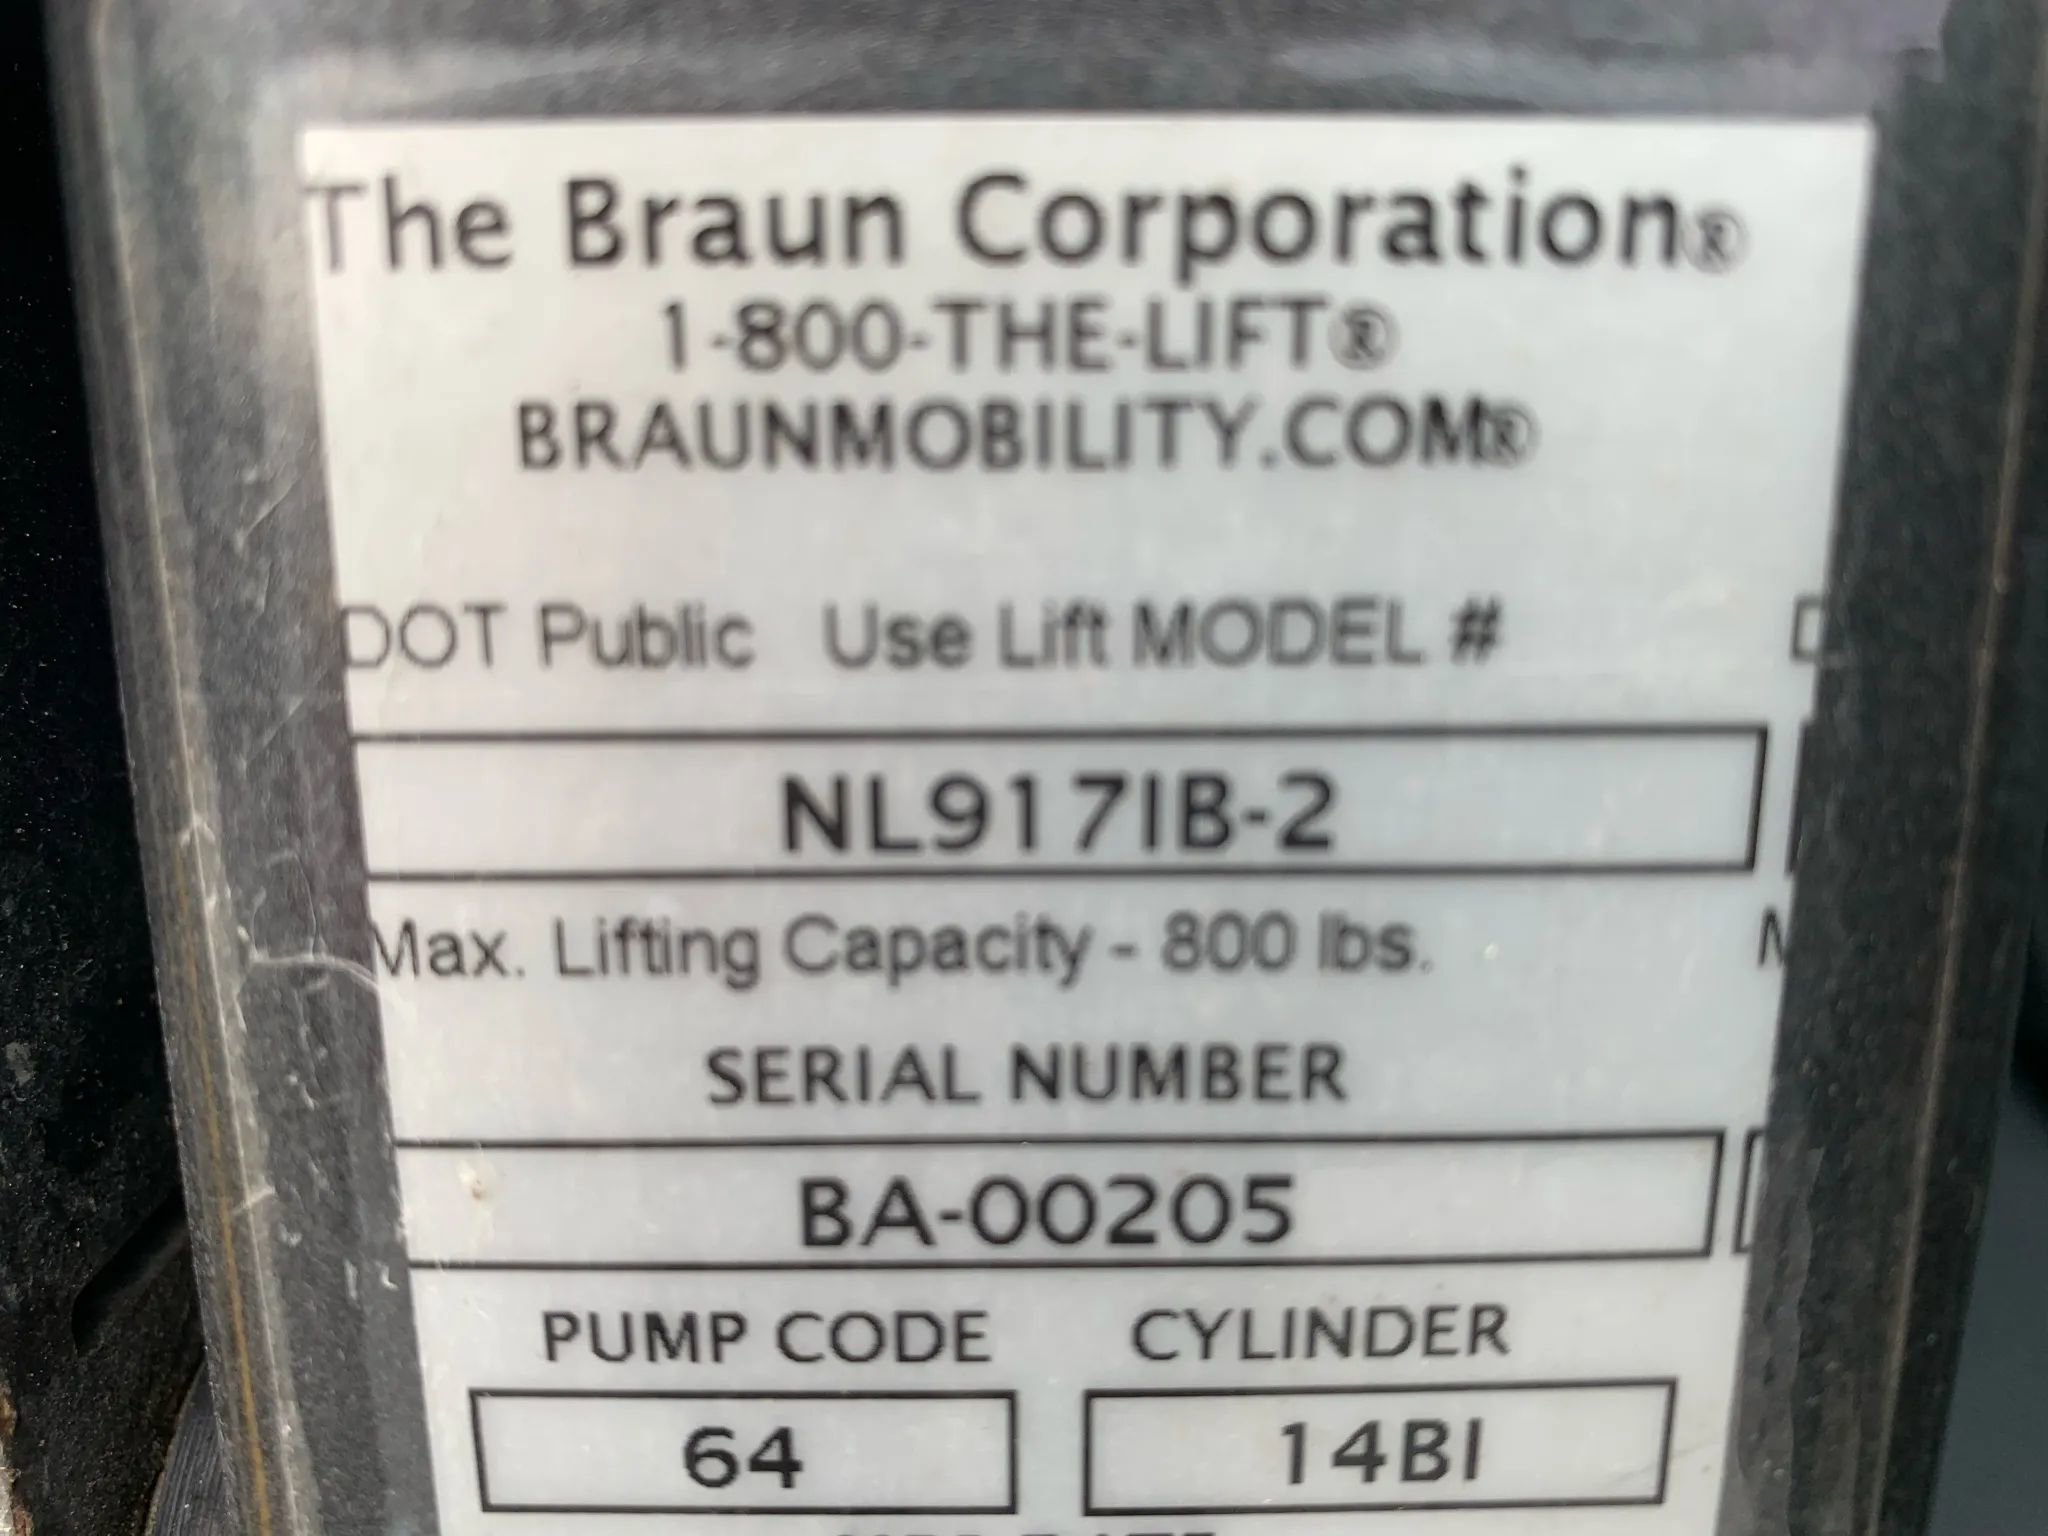 The Braun Corporation®
1-800-THE-LIFT®
BRAUNMOBILITY.COM®
DOT Public Use Lift MODEL #
NL917IB-2
Max. Lifting Capacity - 800 lbs.
SERIAL NUMBER
BA-00205
PUMP CODE CYLINDER
64 14BI